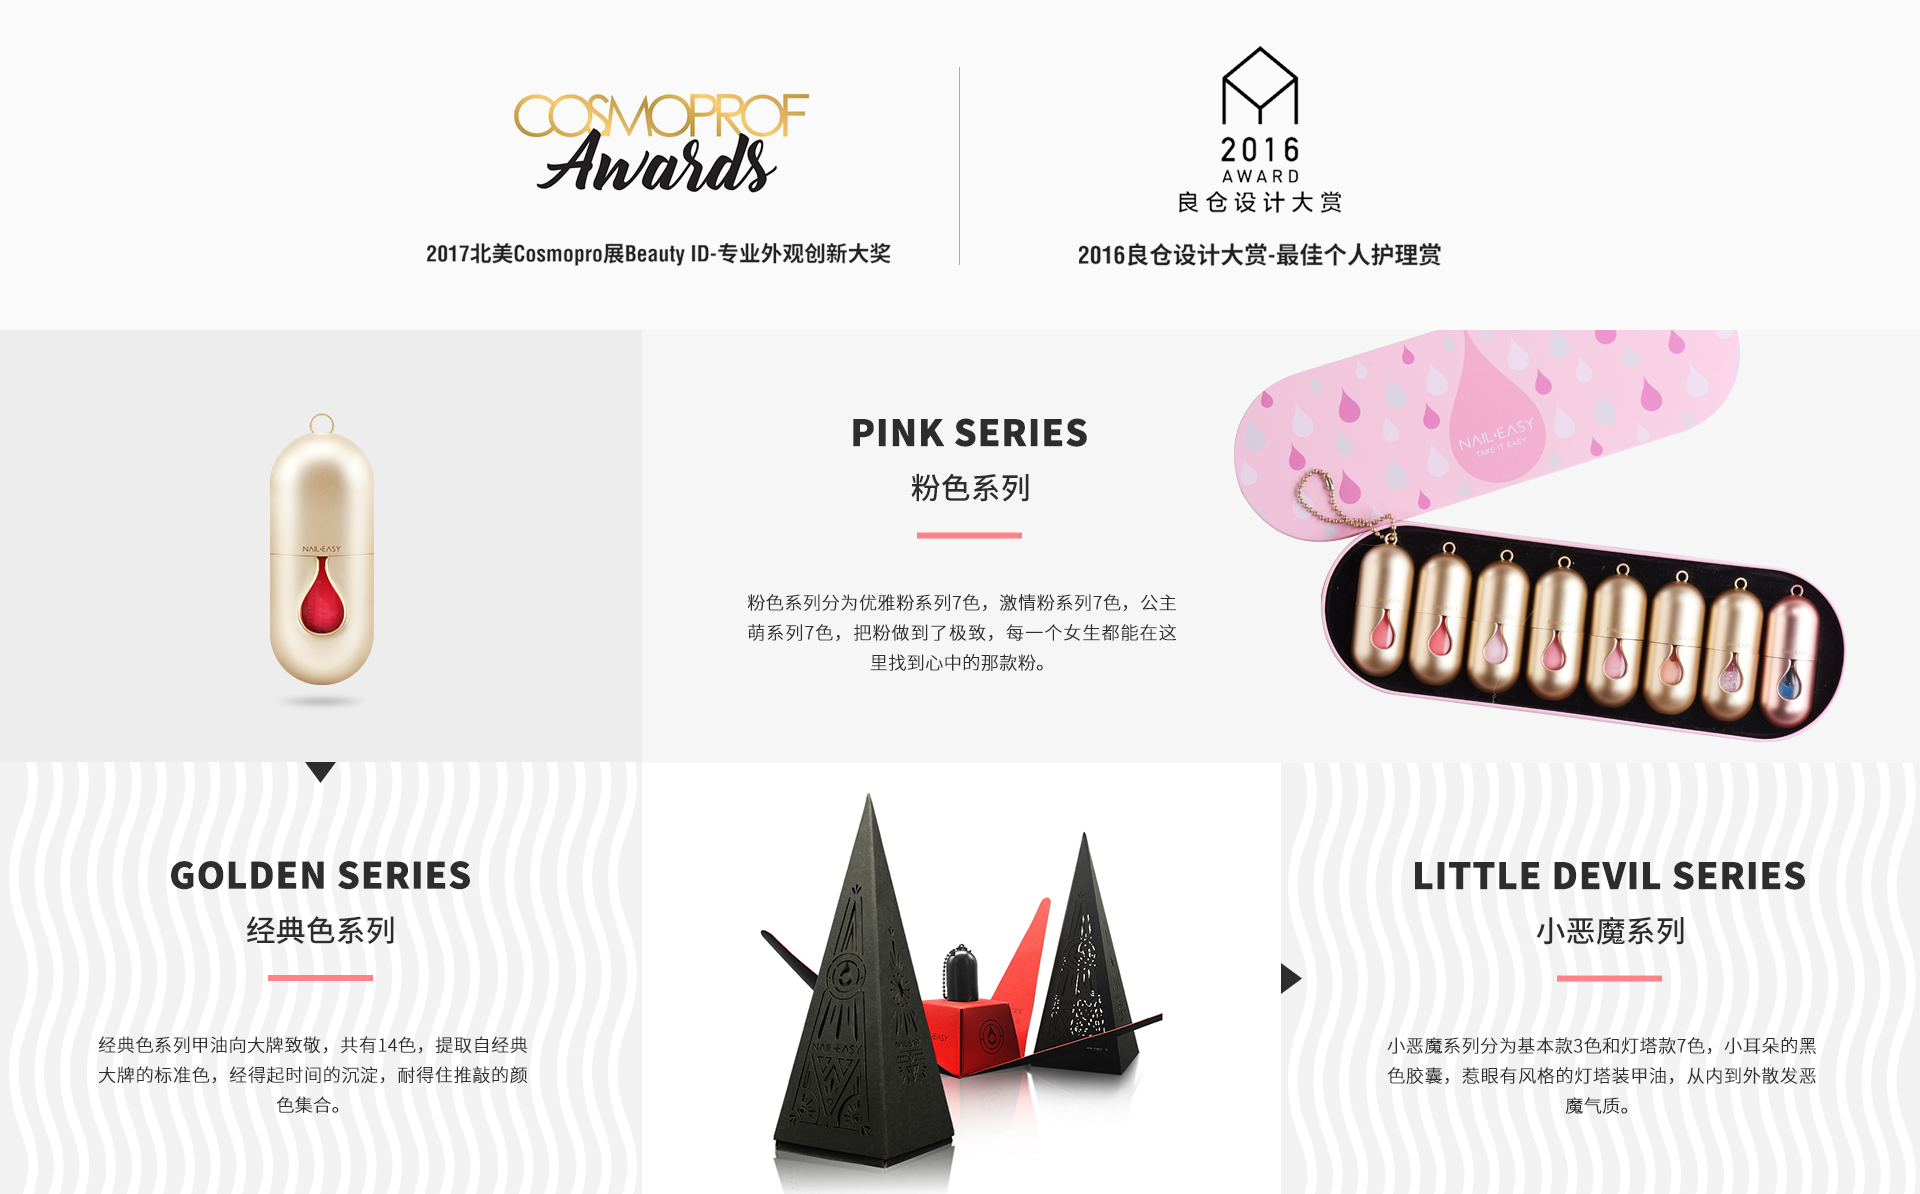 COSMOPROF
Awards
2017北美Cosmopro展Beauty ID-专业外观创新大奖
2016
AWARD
良仓设计大赏
2016良仓设计大赏-最佳个人护理赏
NAIL•EASY
PINK SERIES
粉色系列
粉色系列分为优雅粉系列7色，激情粉系列7色，公主
萌系列7色，把粉做到了极致，每一个女生都能在这
里找到心中的那款粉。
NAIL•EASY
TAKE IT EASY
GOLDEN SERIES
经典色系列
经典色系列甲油向大牌致敬，共有14色，提取自经典
大牌的标准色，经得起时间的沉淀，耐得住推敲的颜
色集合。
NAIL•EASY
LITTLE DEVIL SERIES
小恶魔系列
小恶魔系列分为基本款3色和灯塔款7色，小耳朵的黑
色胶囊，惹眼有风格的灯塔装甲油，从内到外散发恶
魔气质。